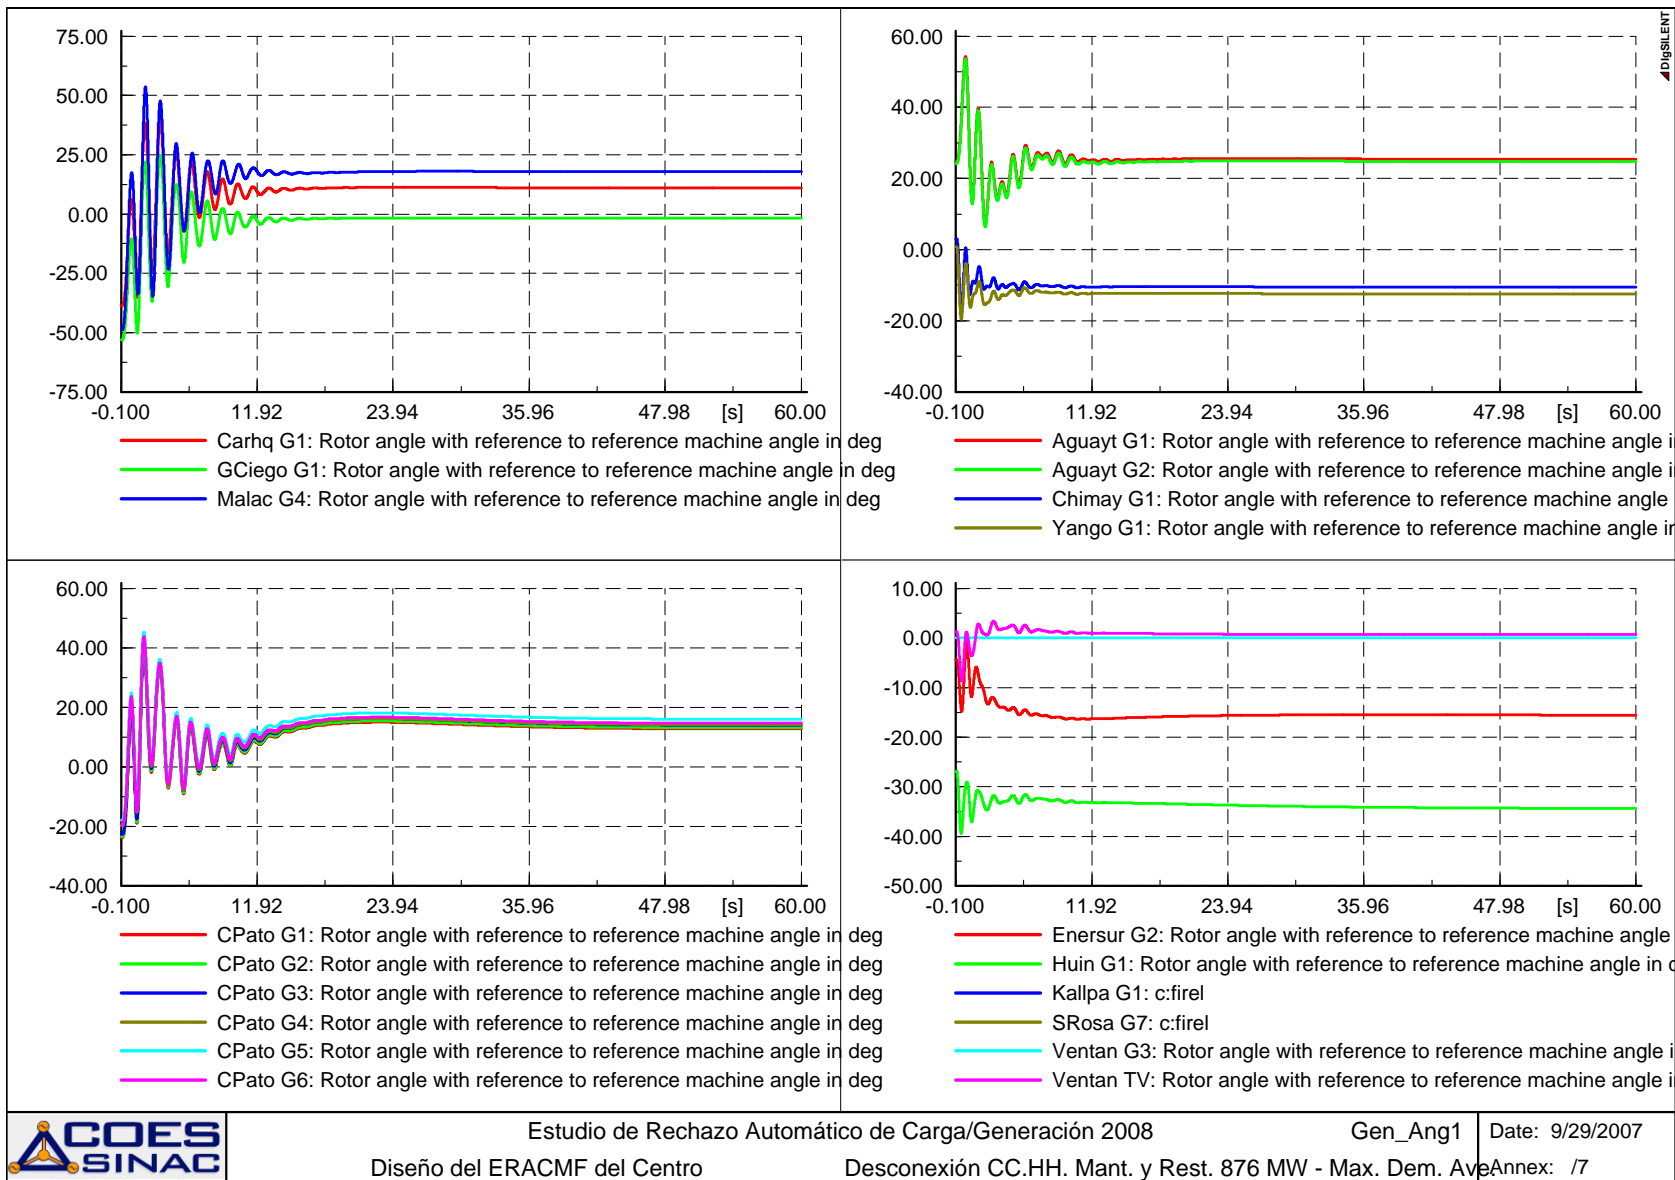 75.00
50.00
25.00
0.00
-25.00
-50.00
-75.00
-0.100 11.92 23.94 35.96 47.98 [s] 60.00
Carhq G1: Rotor angle with reference to reference machine angle in deg
GCiego G1: Rotor angle with reference to reference machine angle in deg
Malac G4: Rotor angle with reference to reference machine angle in deg
DIgSILENT
60.00
40.00
20.00
0.00
-20.00
-40.00
-0.100 11.92 23.94 35.96 47.98 [s] 60.00
Aguayt G1: Rotor angle with reference to reference machine angle i
Aguayt G2: Rotor angle with reference to reference machine angle i
Chimay G1: Rotor angle with reference to reference machine angle
Yango G1: Rotor angle with reference to reference machine angle in
60.00
40.00
20.00
0.00
-20.00
-40.00
-0.100 11.92 23.94 35.96 47.98 [s] 60.00
CPato G1: Rotor angle with reference to reference machine angle in deg
CPato G2: Rotor angle with reference to reference machine angle in deg
CPato G3: Rotor angle with reference to reference machine angle in deg
CPato G4: Rotor angle with reference to reference machine angle in deg
CPato G5: Rotor angle with reference to reference machine angle in deg
CPato G6: Rotor angle with reference to reference machine angle in deg
10.00
0.00
-10.00
-20.00
-30.00
-40.00
-50.00
-0.100 11.92 23.94 35.96 47.98 [s] 60.00
Enersur G2: Rotor angle with reference to reference machine angle
Huin G1: Rotor angle with reference to reference machine angle in d
Kallpa G1: c:firel
SRosa G7: c:firel
Ventan G3: Rotor angle with reference to reference machine angle i
Ventan TV: Rotor angle with reference to reference machine angle i
COES
SINAC
Estudio de Rechazo Automático de Carga/Generación 2008 Gen_Ang1
Diseño del ERACMF del Centro Desconexión CC.HH. Mant. y Rest. 876 MW - Max. Dem. Ave.
Date: 9/29/2007
Annex: /7